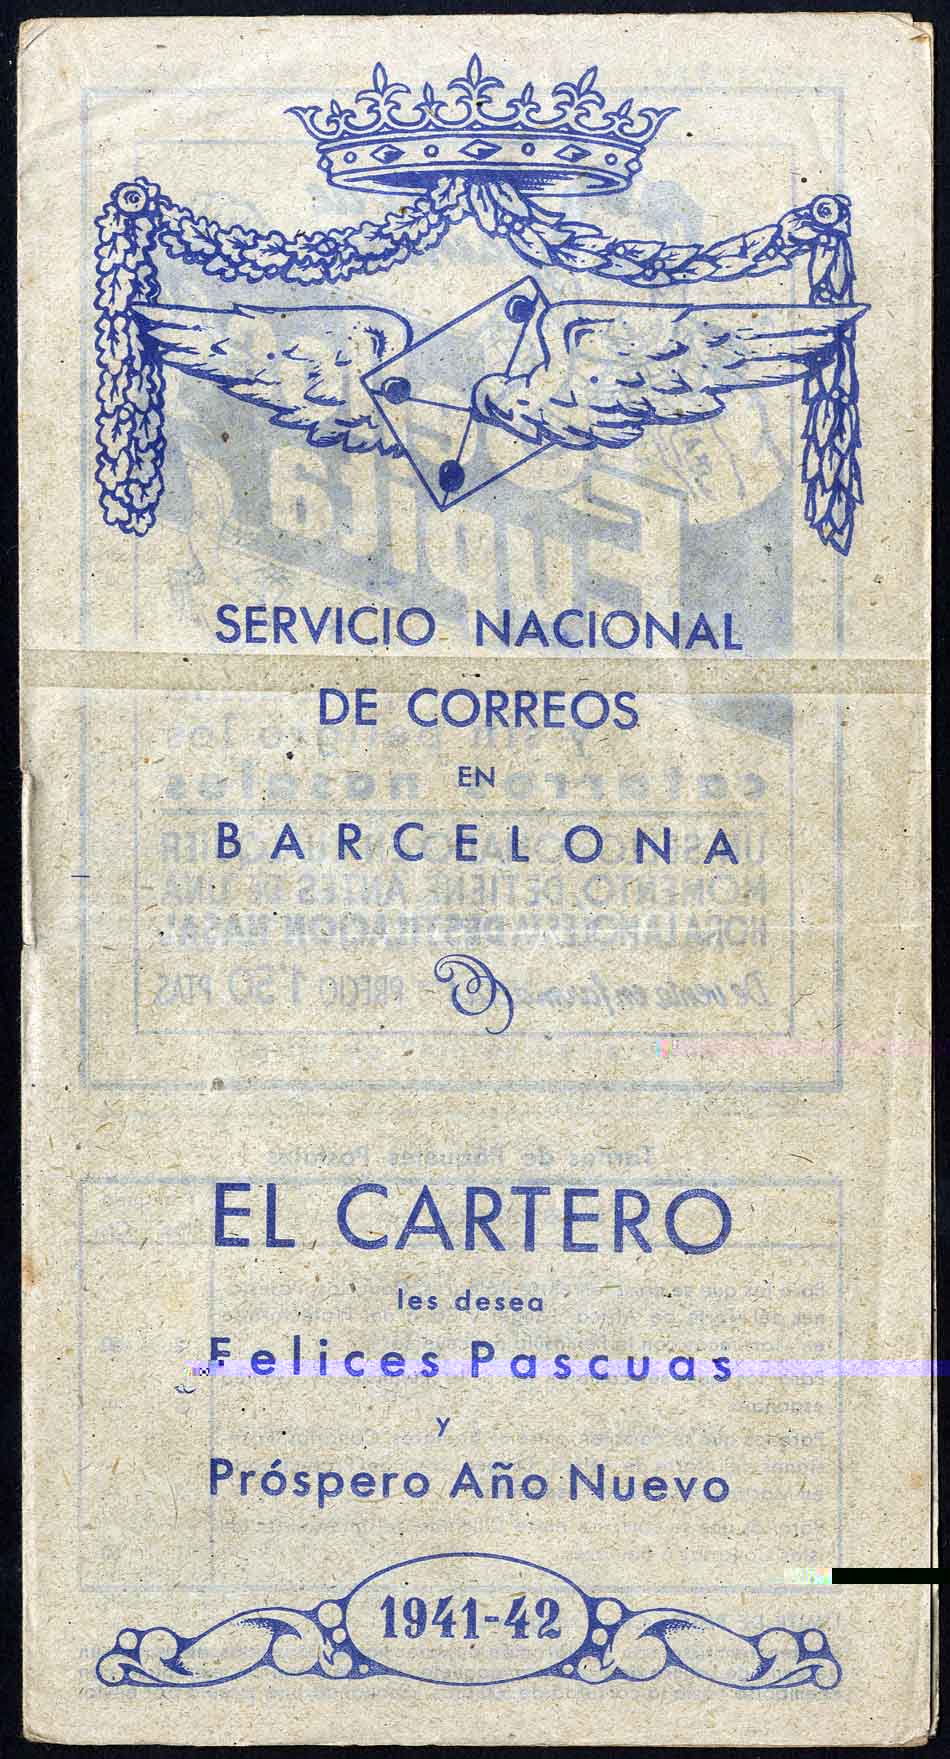 SERVICIO NACIONAL
DE CORREOS
EN
BARCELONA
EL CARTERO
les desea
Felices Pascuas
y
Próspero Año Nuevo
1941-42